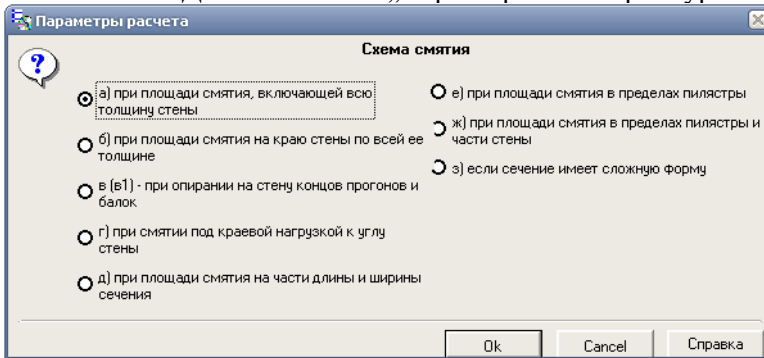 Параметры расчета
Схема смятия
а) при площади смятия, включающей всю
толщину стены
б) при площади смятия на краю стены по всей ее
толщине
в (в1) - при опирании на стену концов прогонов и
балок
г) при смятии под краевой нагрузкой к углу
стены
д) при площади смятия на части длины и ширины
сечения
е) при площади смятия в пределах пилястры
ж) при площади смятия в пределах пилястры и
части стены
з) если сечение имеет сложную форму
Ok
Cancel
Справка